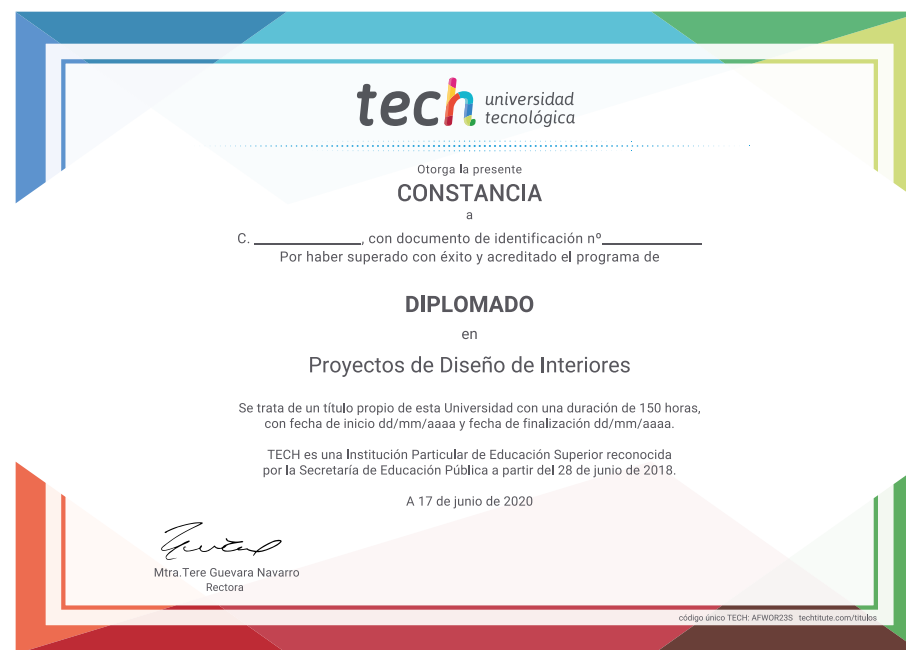 tech universidad
tecnológica
Otorga la presente
CONSTANCIA
a
C. ____________, con documento de identificación nº____________
Por haber superado con éxito y acreditado el programa de
DIPLOMADO
en
Proyectos de Diseño de Interiores
Se trata de un título propio de esta Universidad con una duración de 150 horas,
con fecha de inicio dd/mm/aaaa y fecha de finalización dd/mm/aaaa.
TECH es una Institución Particular de Educación Superior reconocida
por la Secretaría de Educación Pública a partir del 28 de junio de 2018.
A 17 de junio de 2020
Mtra.Tere Guevara Navarro
Rectora
código único TECH: AFWOR23S techtitute.com/titulos